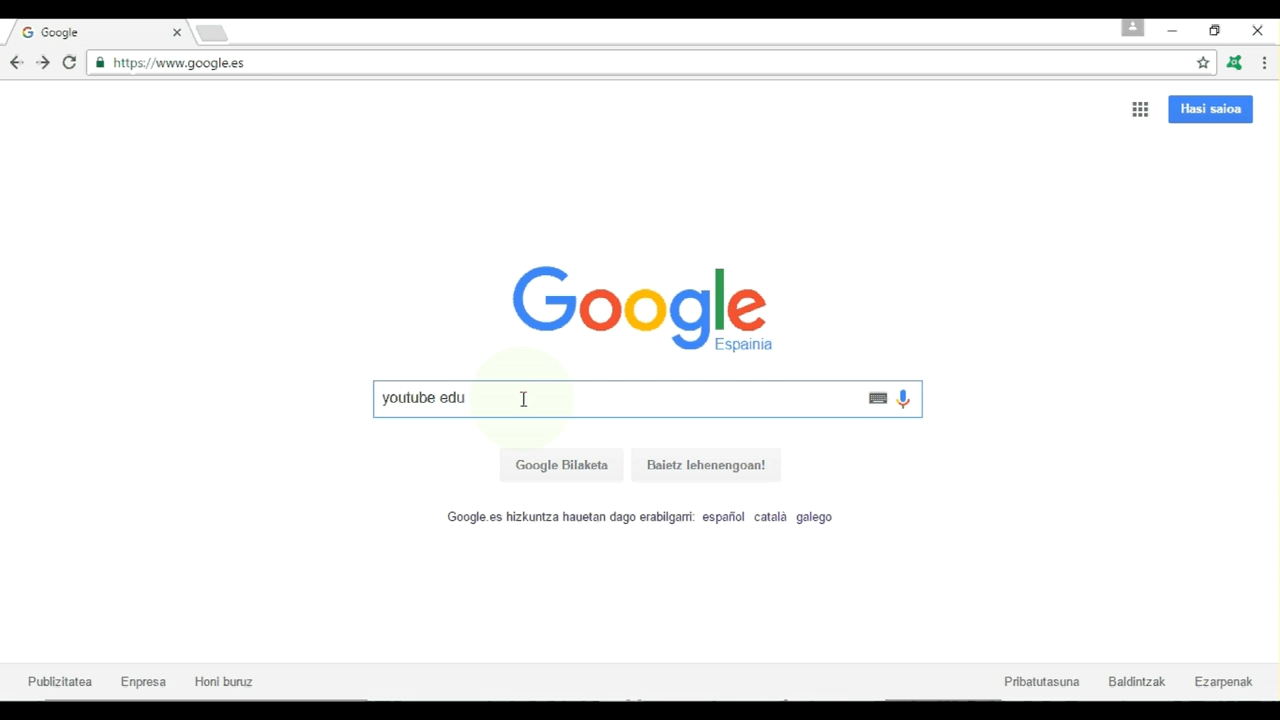 Google
https://www.google.es
Hasi saioa
Google
Espainia
youtube edu
Google Bilaketa
Baietz lehenengoan!
Google.es hizkuntza hauetan dago erabilgarri: español català galego
Publizitatea Enpresa Honi buruz Pribatutasuna Baldintzak Ezarpenak